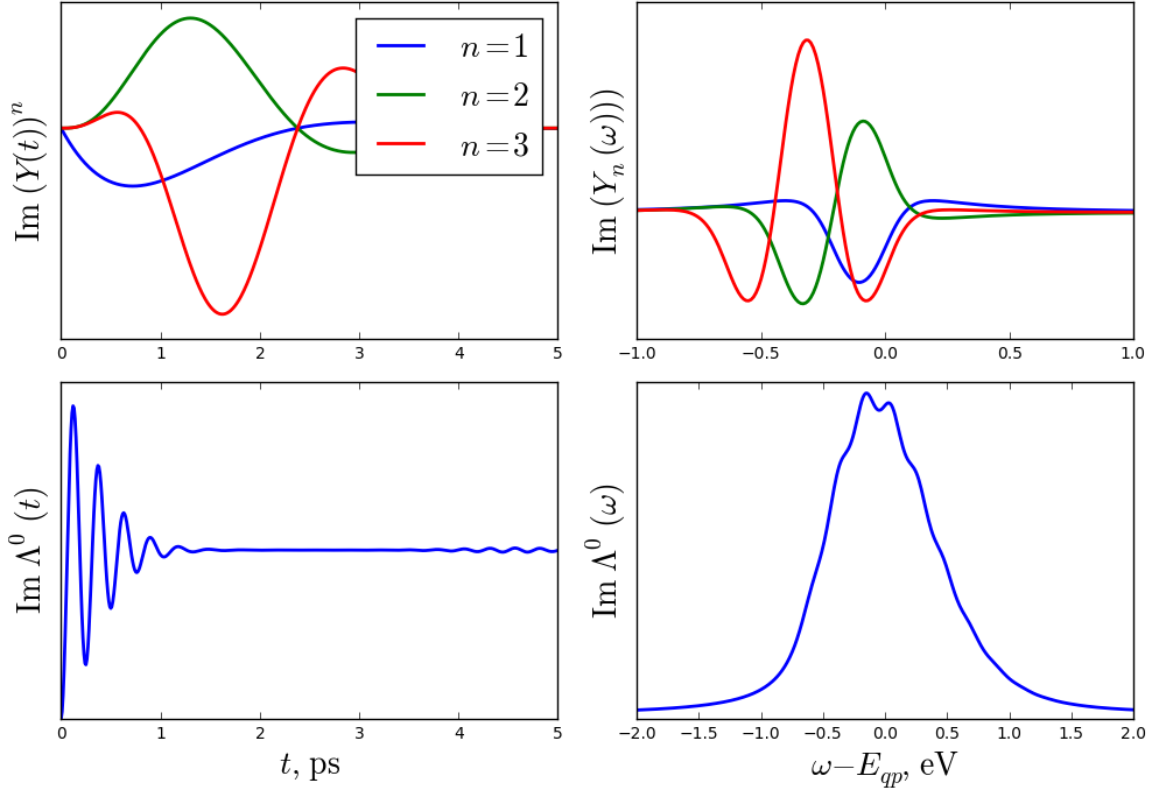 Im (Y(t))^n
n=1
n=2
n=3
0 1 2 3 4 5
Im (Y_n (ω)))
−1.0 −0.5 0.0 0.5 1.0
Im Λ^0 (t)
0 1 2 3 4 5
t, ps
Im Λ^0 (ω)
−2.0 −1.5 −0.5 −1.0 0.0 0.5 1.0 1.5 2.0
ω−E_{qp}, eV